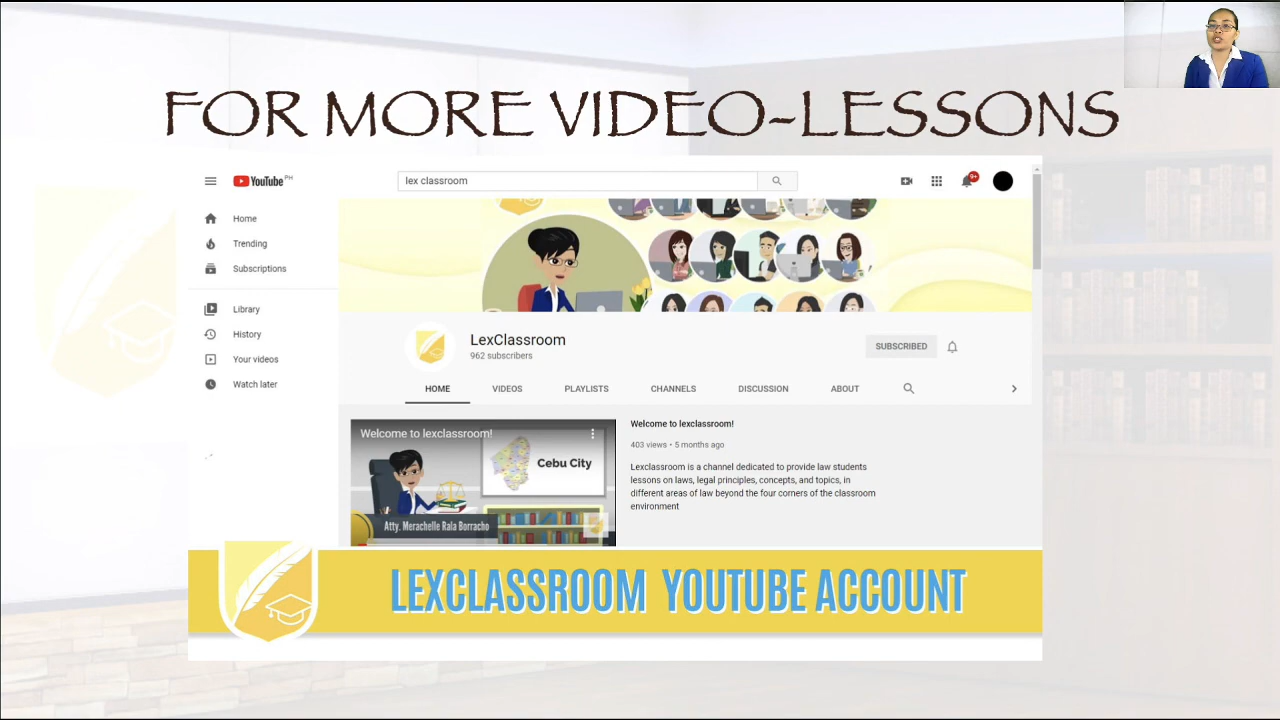 FOR MORE VIDEO-LESSONS
YouTube PH
lex classroom
9+
Home
Trending
Subscriptions
Library
History
Your videos
Watch later
LexClassroom
962 subscribers
SUBSCRIBED
HOME VIDEOS PLAYLISTS CHANNELS DISCUSSION ABOUT
Welcome to lexclassroom!
Cebu City
Atty. Merachelle Rala Borracho
Welcome to lexclassroom!
403 views • 5 months ago
Lexclassroom is a channel dedicated to provide law students
lessons on laws, legal principles, concepts, and topics, in
different areas of law beyond the four corners of the classroom
environment
LEXCLASSROOM YOUTUBE ACCOUNT